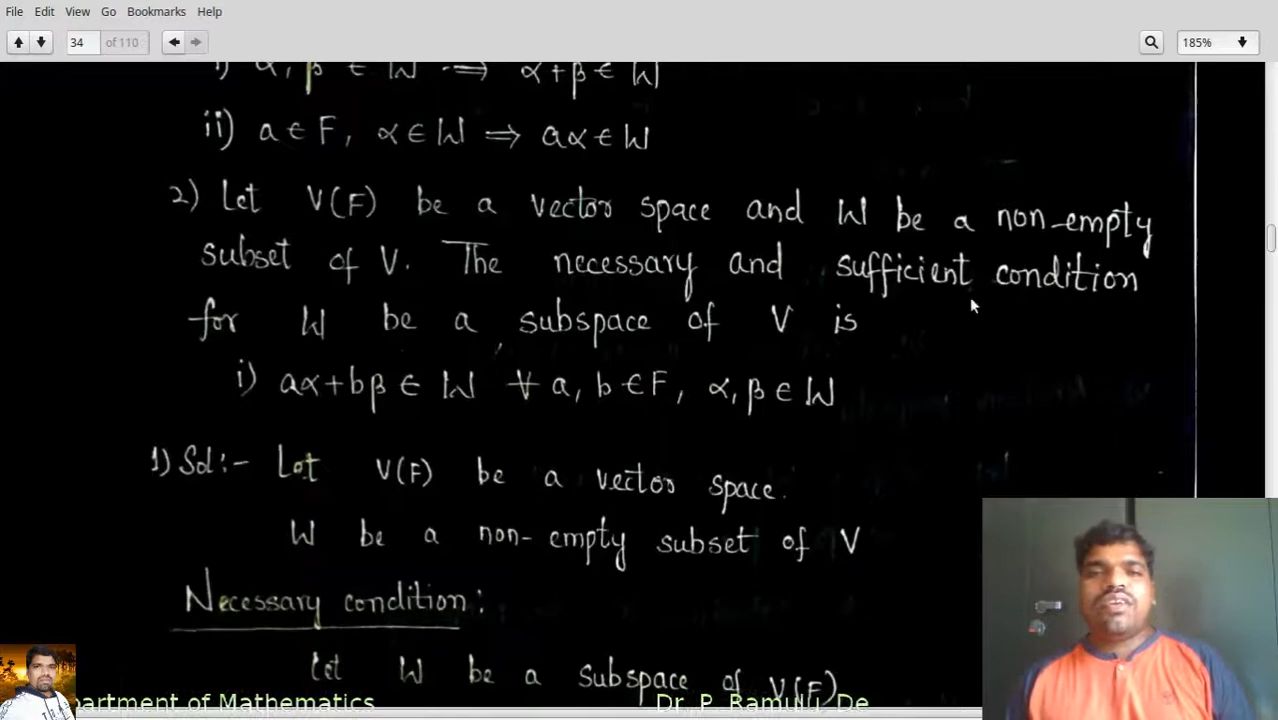 File Edit View Go Bookmarks Help
34 of 110 185%
i) α, β ∈ W ⟹ α+β ∈ W
ii) a ∈ F, α ∈ W ⟹ aα ∈ W
2) Let V(F) be a vector space and W be a non-empty
subset of V. The necessary and sufficient condition
for W be a subspace of V is
i) aα+bβ ∈ W ∀ a, b ∈ F, α, β ∈ W
1) Sol:- Let V(F) be a vector space.
W be a non-empty subset of V
Necessary condition:
Let W be a subspace of V(F)
partment of Mathematics Dr. P. Ramulu, De